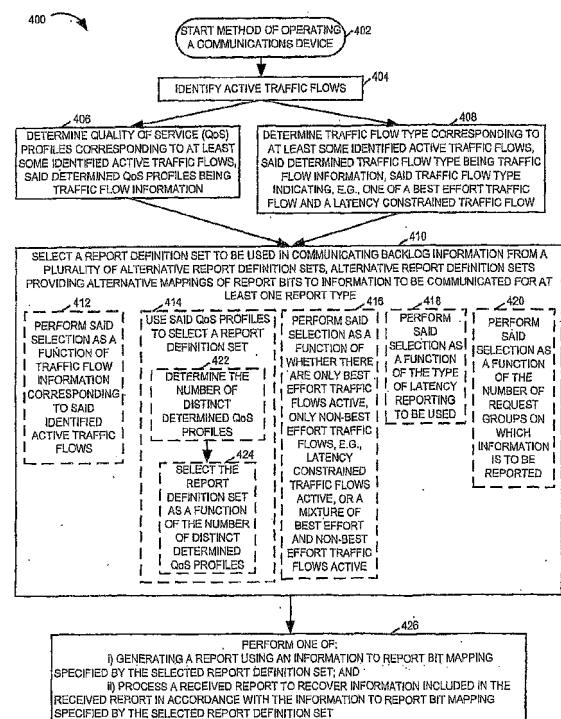 400
START METHOD OF OPERATING
A COMMUNICATIONS DEVICE
402
404
IDENTIFY ACTIVE TRAFFIC FLOWS
406
DETERMINE QUALITY OF SERVICE (QoS)
PROFILES CORRESPONDING TO AT LEAST
SOME IDENTIFIED ACTIVE TRAFFIC FLOWS,
SAID DETERMINED QoS PROFILES BEING
TRAFFIC FLOW INFORMATION
408
DETERMINE TRAFFIC FLOW TYPE CORRESPONDING TO
AT LEAST SOME IDENTIFIED ACTIVE TRAFFIC FLOWS,
SAID DETERMINED TRAFFIC FLOW TYPE BEING TRAFFIC
FLOW INFORMATION, SAID TRAFFIC FLOW TYPE
INDICATING, E.G., ONE OF A BEST EFFORT TRAFFIC
FLOW AND A LATENCY CONSTRAINED TRAFFIC FLOW
410
SELECT A REPORT DEFINITION SET TO BE USED IN COMMUNICATING BACKLOG INFORMATION FROM A
PLURALITY OF ALTERNATIVE REPORT DEFINITION SETS, ALTERNATIVE REPORT DEFINITION SETS
PROVIDING ALTERNATIVE MAPPINGS OF REPORT BITS TO INFORMATION TO BE COMMUNICATED FOR AT
LEAST ONE REPORT TYPE
412
PERFORM SAID
SELECTION AS A
FUNCTION OF
TRAFFIC FLOW
INFORMATION
CORRESPONDING
TO SAID
IDENTIFIED
ACTIVE TRAFFIC
FLOWS
414
USE SAID QoS PROFILES
TO SELECT A REPORT
DEFINITION SET
422
DETERMINE THE
NUMBER OF
DISTINCT
DETERMINED QoS
PROFILES
424
SELECT THE
REPORT
DEFINITION SET
AS A FUNCTION
OF THE NUMBER
OF DISTINCT
DETERMINED
QoS PROFILES
416
PERFORM SAID
SELECTION AS A
FUNCTION OF
WHETHER THERE
ARE ONLY BEST
EFFORT TRAFFIC
FLOWS ACTIVE,
ONLY NON-BEST
EFFORT TRAFFIC
FLOWS, E.G.,
LATENCY
CONSTRAINED
TRAFFIC FLOWS
ACTIVE, OR A
MIXTURE OF
BEST EFFORT
AND NON-BEST
EFFORT TRAFFIC
FLOWS ACTIVE
418
PERFORM
SAID
SELECTION
AS A
FUNCTION OF
THE TYPE
OF LATENCY
REPORTING
TO BE USED
420
PERFORM
SAID
SELECTION AS
A FUNCTION
OF THE
NUMBER OF
REQUEST
GROUPS ON
WHICH
INFORMATION
IS TO BE
REPORTED
426
PERFORM ONE OF:
i) GENERATING A REPORT USING AN INFORMATION TO REPORT BIT MAPPING
SPECIFIED BY THE SELECTED REPORT DEFINITION SET; AND
ii) PROCESS A RECEIVED REPORT TO RECOVER INFORMATION INCLUDED IN THE
RECEIVED REPORT IN ACCORDANCE WITH THE INFORMATION TO REPORT BIT MAPPING
SPECIFIED BY THE SELECTED REPORT DEFINITION SET